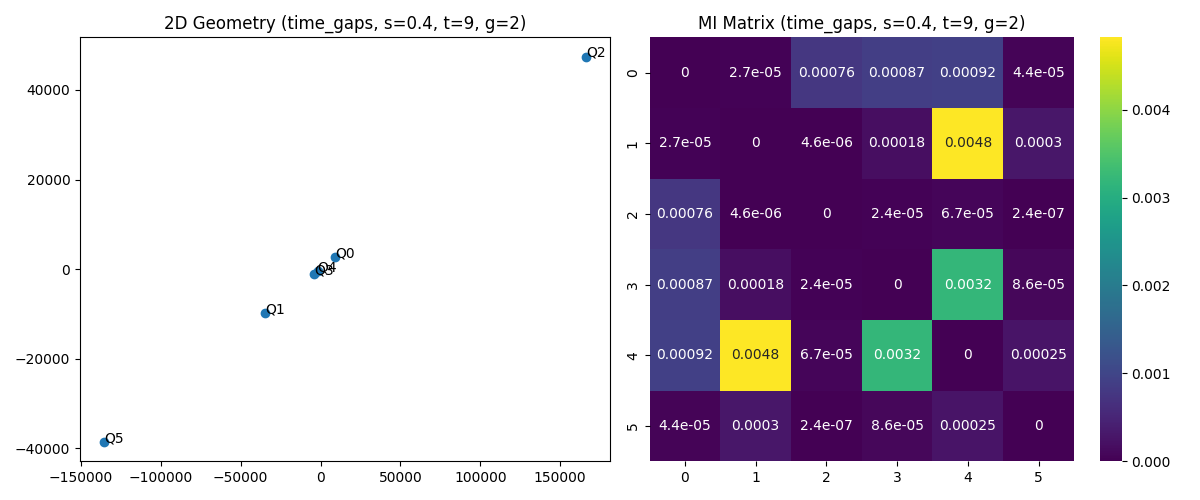 2D Geometry (time_gaps, s=0.4, t=9, g=2)
40000
20000
0
−20000
−40000
−150000 −100000 −50000 0 50000 100000 150000
Q2
Q0
Q4
Q3
Q1
Q5
MI Matrix (time_gaps, s=0.4, t=9, g=2)
0 0 2.7e-05 0.00076 0.00087 0.00092 4.4e-05
1 2.7e-05 0 4.6e-06 0.00018 0.0048 0.0003
2 0.00076 4.6e-06 0 2.4e-05 6.7e-05 2.4e-07
3 0.00087 0.00018 2.4e-05 0 0.0032 8.6e-05
4 0.00092 0.0048 6.7e-05 0.0032 0 0.00025
5 4.4e-05 0.0003 2.4e-07 8.6e-05 0.00025 0
0 1 2 3 4 5
0.004
0.003
0.002
0.001
0.000